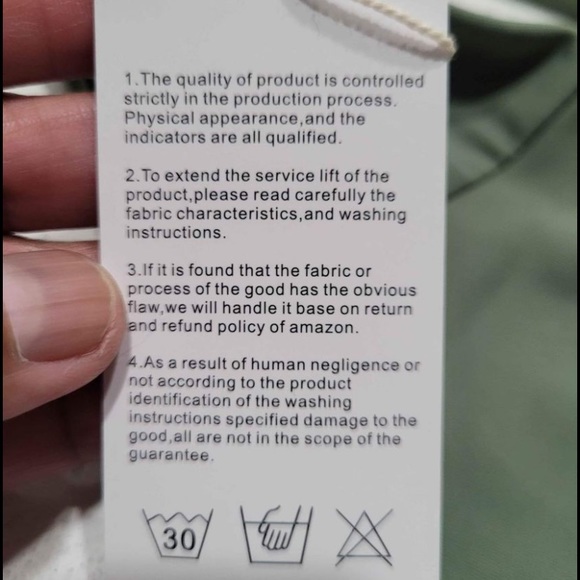 1.The quality of product is controlled
strictly in the production process.
Physical appearance,and the
indicators are all qualified.
2.To extend the service lift of the
product,please read carefully the
fabric characteristics,and washing
instructions.
3.If it is found that the fabric or
process of the good has the obvious
flaw,we will handle it base on return
and refund policy of amazon.
4.As a result of human negligence or
not according to the product
identification of the washing
instructions specified damage to the
good,all are not in the scope of the
guarantee.
30